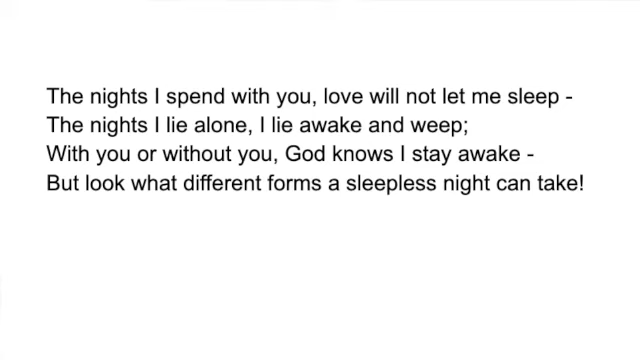 The nights I spend with you, love will not let me sleep -
The nights I lie alone, I lie awake and weep;
With you or without you, God knows I stay awake -
But look what different forms a sleepless night can take!